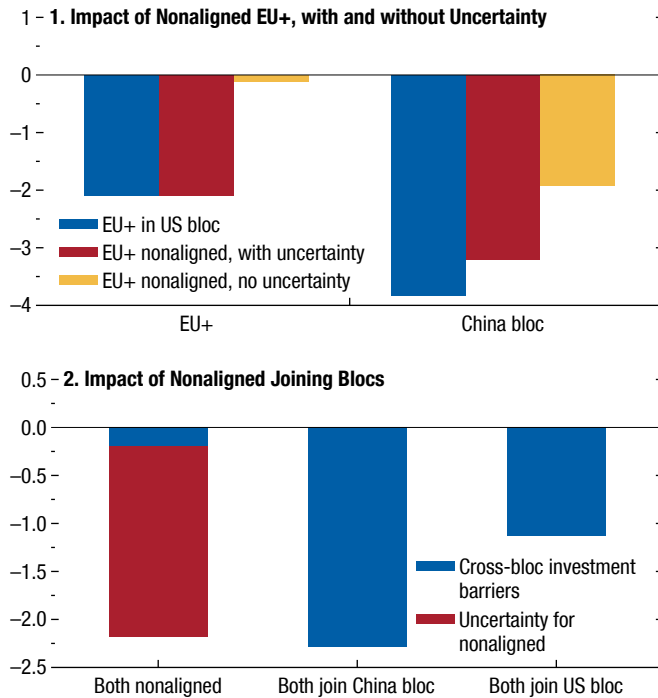 1. Impact of Nonaligned EU+, with and without Uncertainty
1
0
–1
–2
–3
–4
EU+ in US bloc
EU+ nonaligned, with uncertainty
EU+ nonaligned, no uncertainty
EU+
China bloc
2. Impact of Nonaligned Joining Blocs
0.5
0.0
–0.5
–1.0
–1.5
–2.0
–2.5
Cross-bloc investment
barriers
Uncertainty for
nonaligned
Both nonaligned
Both join China bloc
Both join US bloc